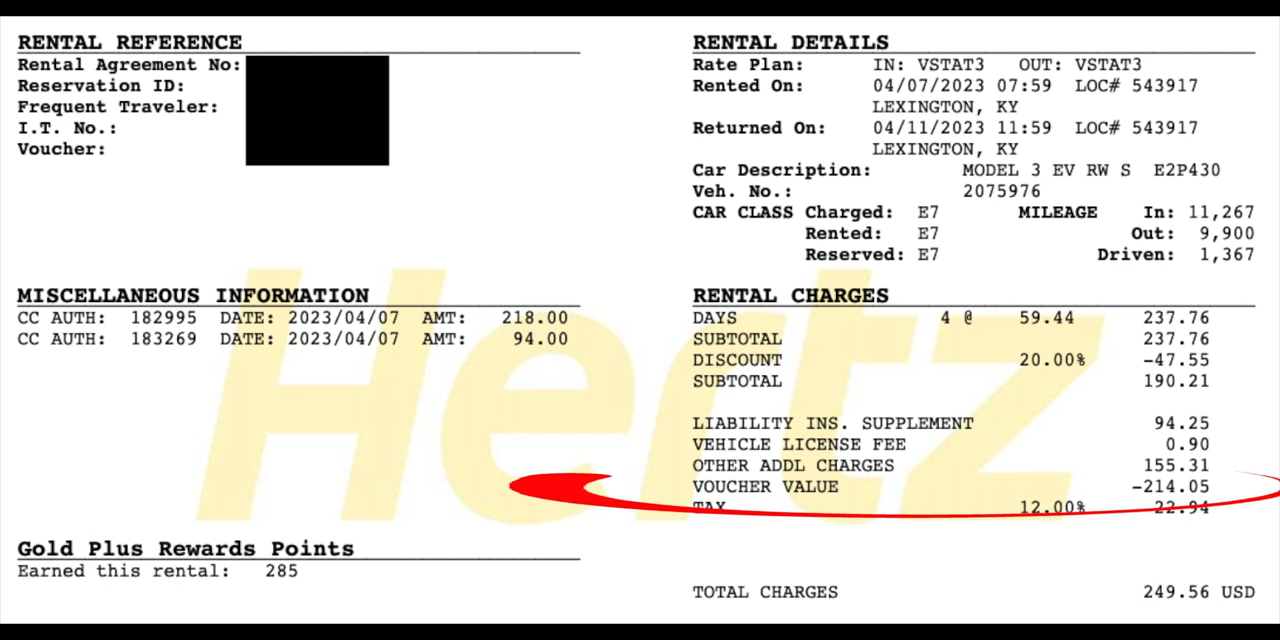 RENTAL REFERENCE
Rental Agreement No:
Reservation ID:
Frequent Traveler:
I.T. No.:
Voucher:
MISCELLANEOUS INFORMATION
CC AUTH: 182995 DATE: 2023/04/07 AMT: 218.00
CC AUTH: 183269 DATE: 2023/04/07 AMT: 94.00
Gold Plus Rewards Points
Earned this rental: 285
RENTAL DETAILS
Rate Plan: IN: VSTAT3 OUT: VSTAT3
Rented On: 04/07/2023 07:59 LOC# 543917
LEXINGTON, KY
Returned On: 04/11/2023 11:59 LOC# 543917
LEXINGTON, KY
Car Description: MODEL 3 EV RW S E2P430
Veh. No.: 2075976
CAR CLASS Charged: E7 MILEAGE In: 11,267
Rented: E7 Out: 9,900
Reserved: E7 Driven: 1,367
RENTAL CHARGES
DAYS 4 @ 59.44 237.76
SUBTOTAL 237.76
DISCOUNT 20.00% -47.55
SUBTOTAL 190.21
LIABILITY INS. SUPPLEMENT 94.25
VEHICLE LICENSE FEE 0.90
OTHER ADDL CHARGES 155.31
VOUCHER VALUE -214.05
TAX 12.00% 22.94
TOTAL CHARGES 249.56 USD
Hertz